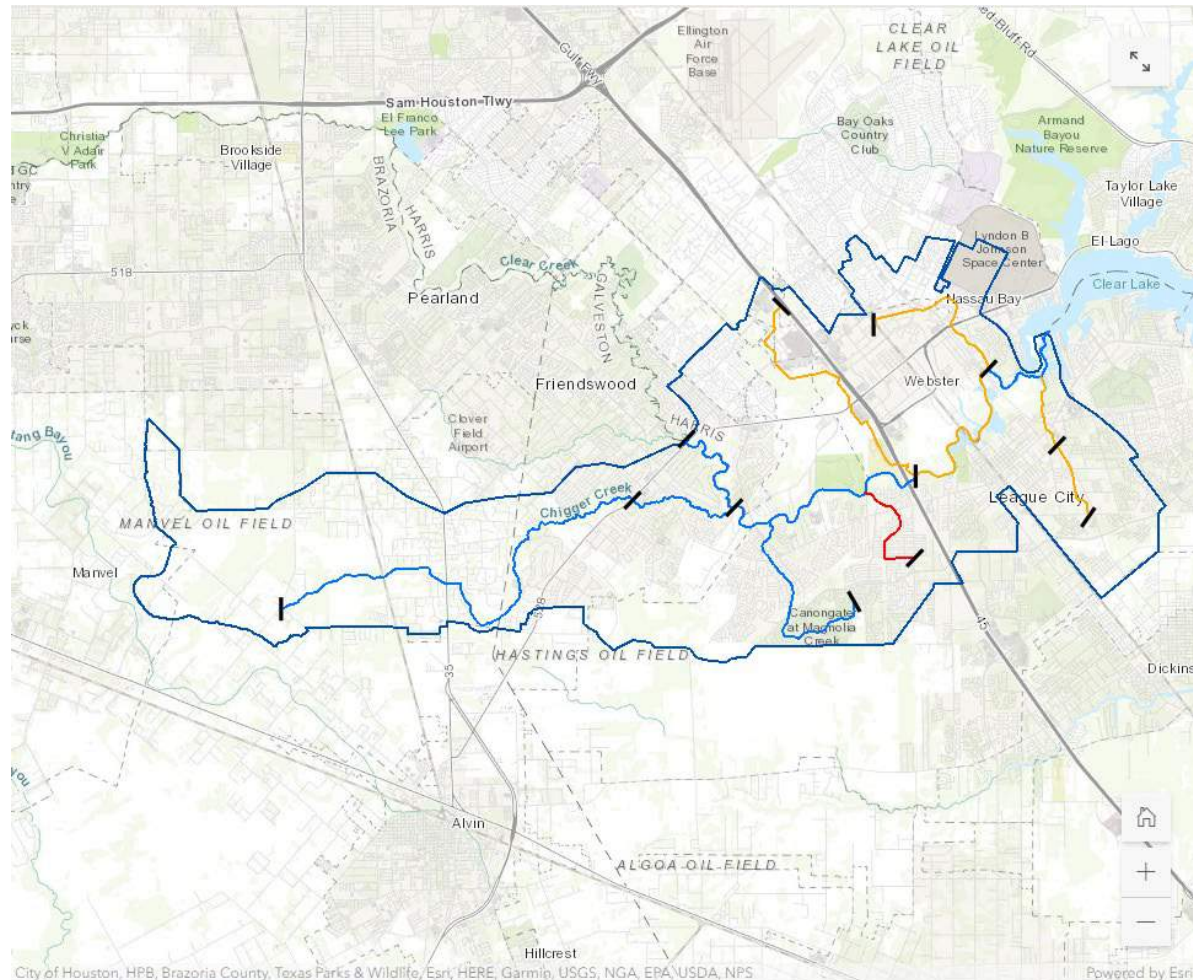 CLEAR
LAKE OIL
FIELD
Ellington
Air
Force
Base
Gulf Fwy
Bluff Rd
Sam Houston Tlwy
El Franco
Lee Park
Christia
V Adair
Park
Brookside
Village
Bay Oaks
Country
Club
Armand
Bayou
Nature Reserve
Taylor Lake
Village
BRAZORIA
HARRIS
Lyndon B
Johnson
Space Center
El Lago
518
Clear Creek
GALVESTON
Pearland
Nassau Bay
Clear Lake
Friendswood
Webster
Clover
Field
Airport
HARRIS
Chigger Creek
League City
MANVEL OIL FIELD
Manvel
Canongate
at Magnolia
Creek
45
HASTINGS OIL FIELD
35
Dickins
Alvin
ALGOA OIL FIELD
Hillcrest
City of Houston, HPB, Brazoria County, Texas Parks & Wildlife, Esri, HERE, Garmin, USGS, NGA, EPA, USDA, NPS
Powered by Esri